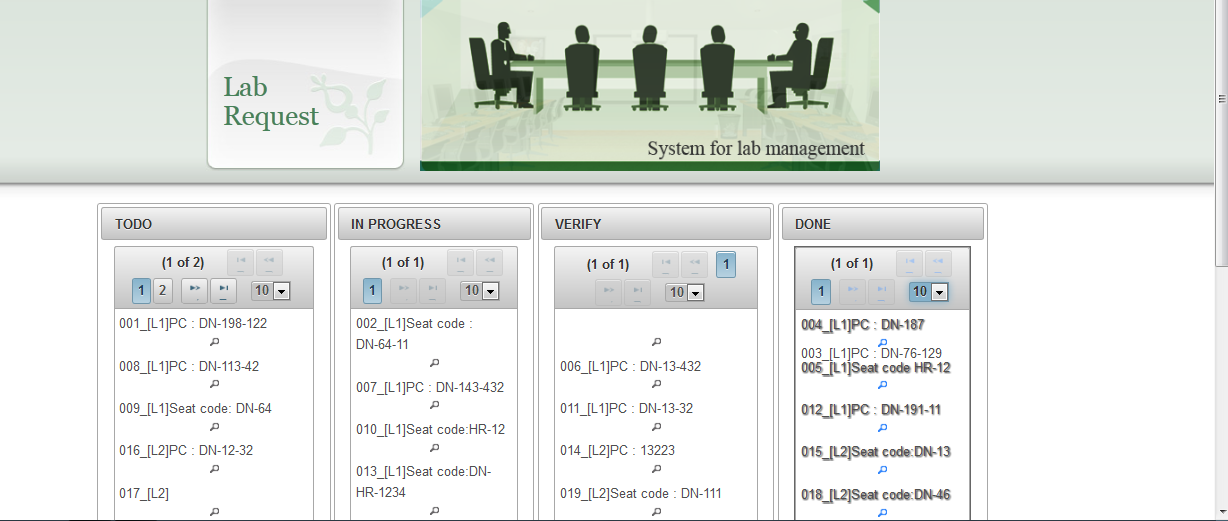 Lab
Request
System for lab management
TODO
(1 of 2)
1 2 10
001_[L1]PC : DN-198-122
008_[L1]PC : DN-113-42
009_[L1]Seat code: DN-64
016_[L2]PC : DN-12-32
017_[L2]
IN PROGRESS
(1 of 1)
1 10
002_[L1]Seat code :
DN-64-11
007_[L1]PC : DN-143-432
010_[L1]Seat code:HR-12
013_[L1]Seat code:DN-
HR-1234
VERIFY
(1 of 1) 1
10
006_[L1]PC : DN-13-432
011_[L1]PC : DN-13-32
014_[L2]PC : 13223
019_[L2]Seat code : DN-111
DONE
(1 of 1)
1 10
004_[L1]PC : DN-187
003_[L1]PC : DN-76-129
005_[L1]Seat code HR-12
012_[L1]PC : DN-191-11
015_[L2]Seat code:DN-13
018_[L2]Seat code:DN-46